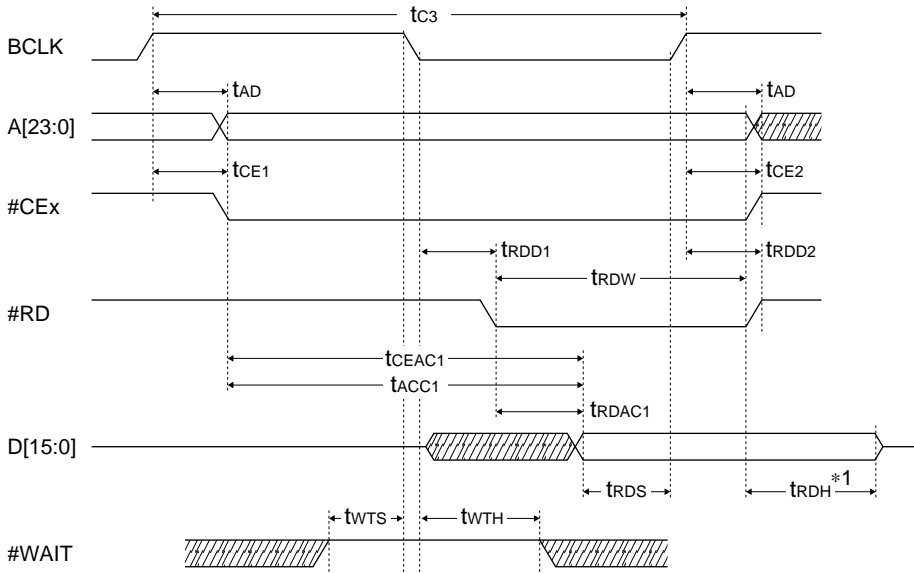 tC3
BCLK
tAD tAD
A[23:0]
tCE1 tCE2
#CEx
tRDD1 tRDD2
tRDW
#RD
tCEAC1
tACC1
tRDAC1
D[15:0]
tRDS tRDH*1
tWTS tWTH
#WAIT